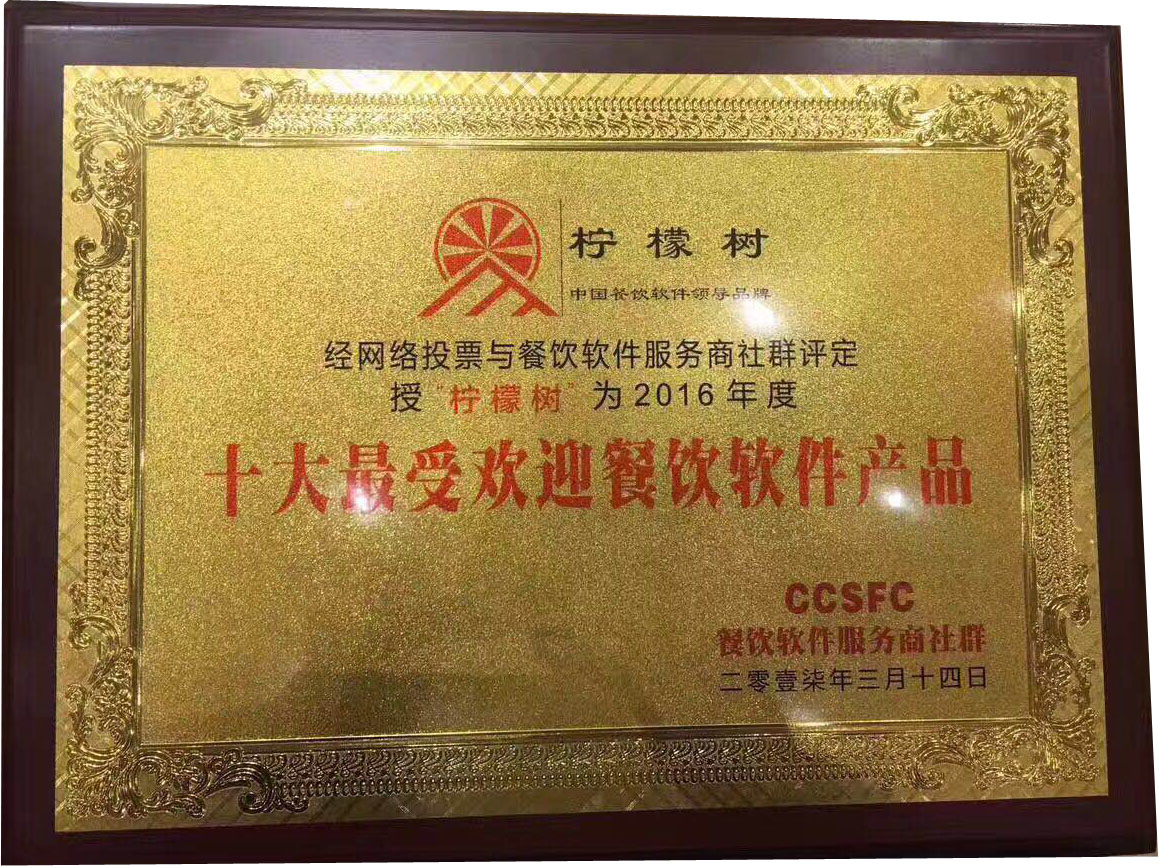 柠檬树
中国餐饮软件领导品牌
经网络投票与餐饮软件服务商社群评定
授“柠檬树”为2016年度
十大最受欢迎餐饮软件产品
CCSFC
餐饮软件服务商社群
二零壹柒年三月十四日